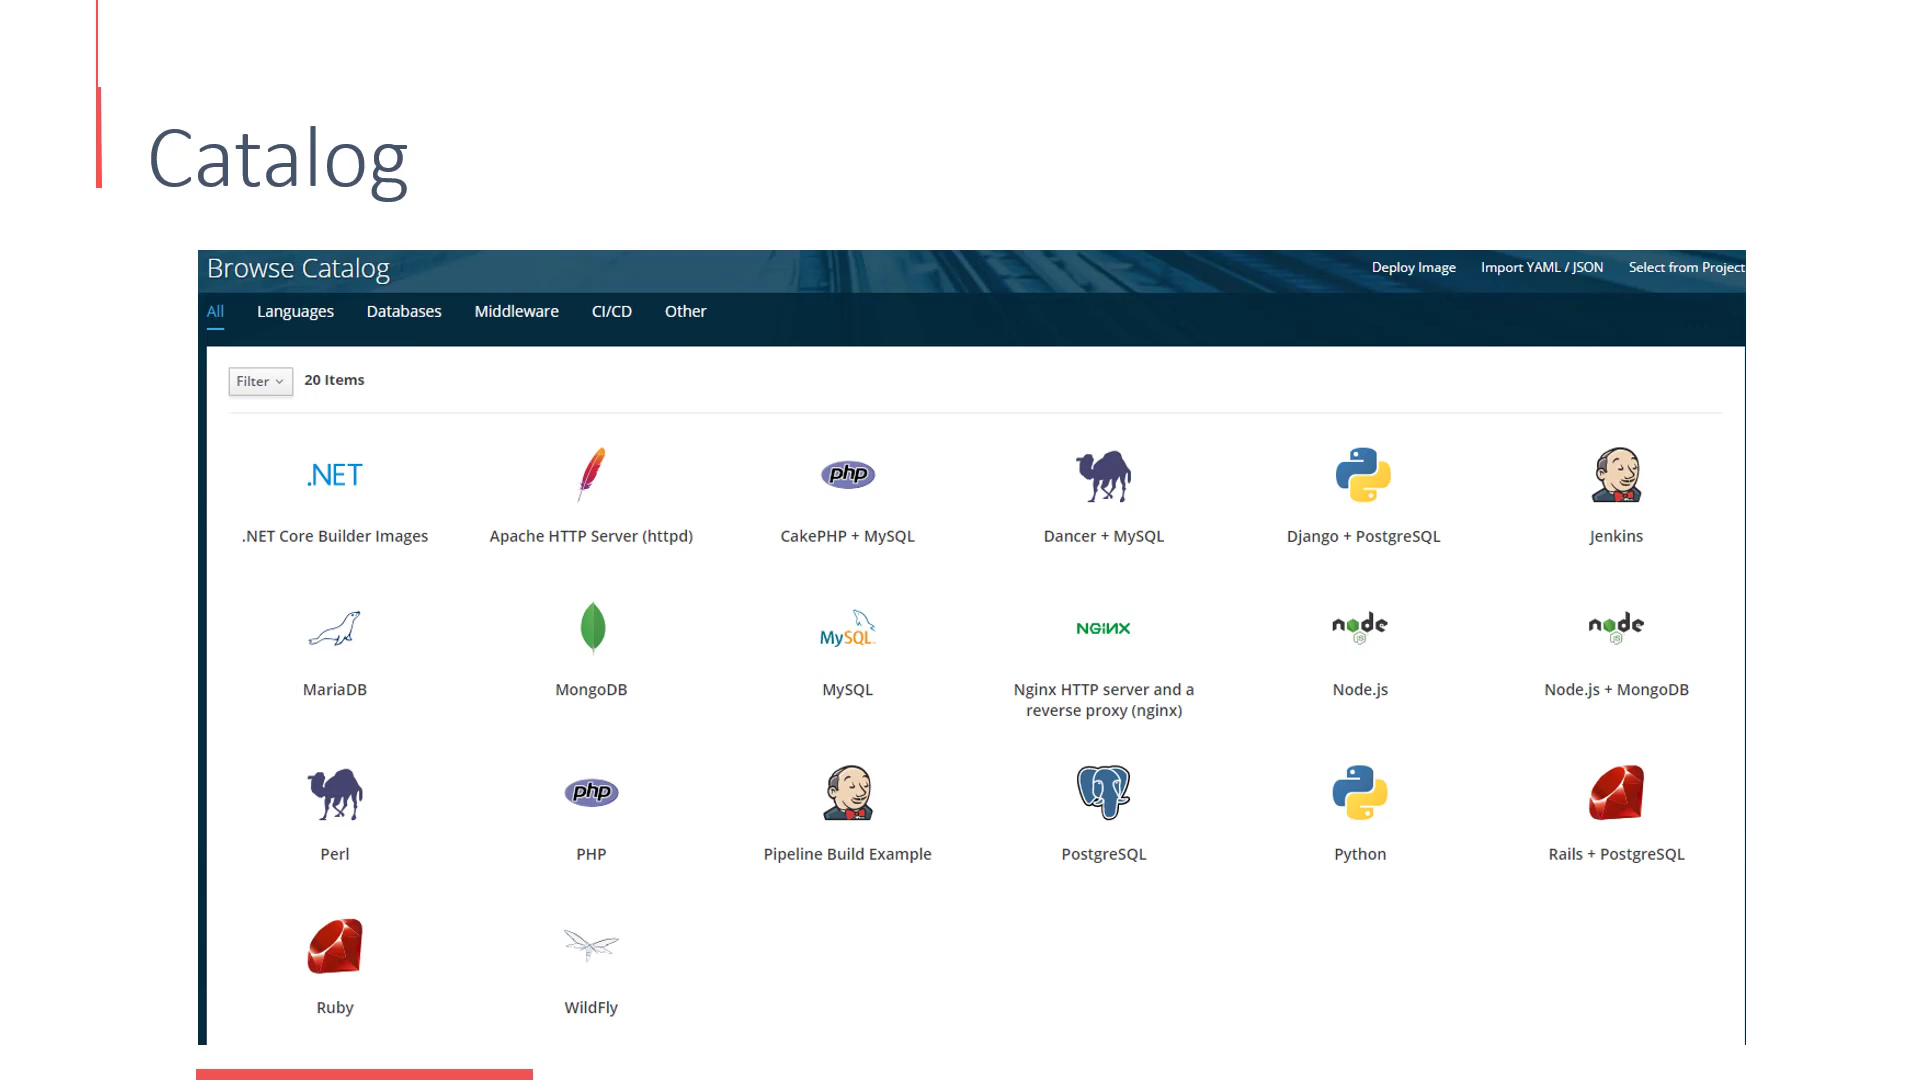 Catalog
Browse Catalog
Deploy Image
Import YAML / JSON
Select from Project
All
Languages
Databases
Middleware
CI/CD
Other
Filter
20 Items
.NET
php
.NET Core Builder Images
Apache HTTP Server (httpd)
CakePHP + MySQL
Dancer + MySQL
Django + PostgreSQL
Jenkins
MySQL
NGINX
node
JS
node
JS
MariaDB
MongoDB
MySQL
Nginx HTTP server and a
reverse proxy (nginx)
Node.js
Node.js + MongoDB
php
Perl
PHP
Pipeline Build Example
PostgreSQL
Python
Rails + PostgreSQL
Ruby
WildFly